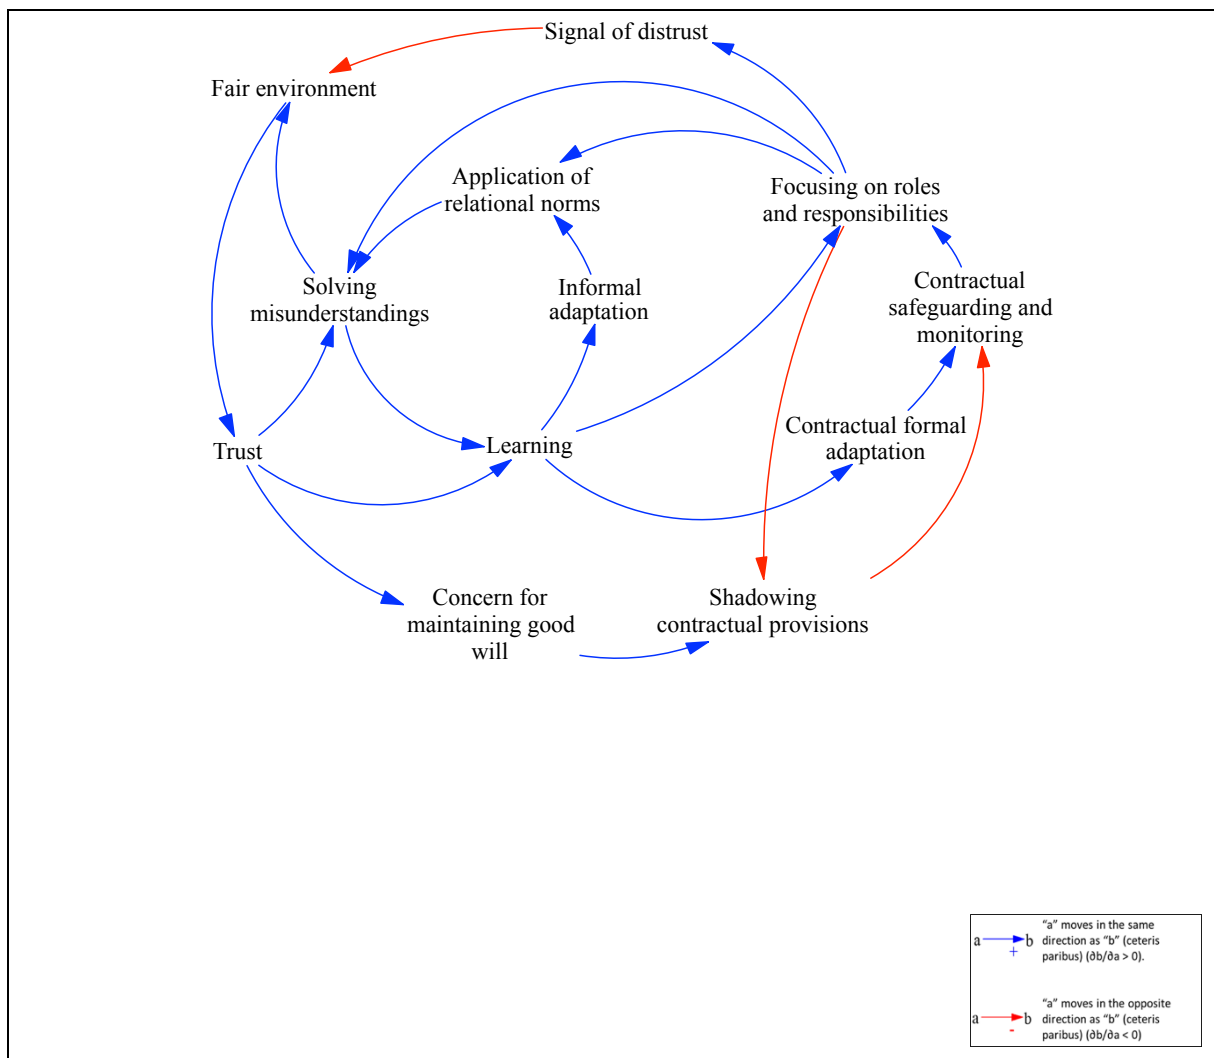 Signal of distrust
Fair environment
Application of
relational norms
Focusing on roles
and responsibilities
Solving
misunderstandings
Informal
adaptation
Contractual
safeguarding and
monitoring
Trust
Learning
Contractual formal
adaptation
Concern for
maintaining good
will
Shadowing
contractual provisions
a b
+
“a” moves in the same
direction as “b” (ceteris
paribus) (∂b/∂a > 0).
a b
-
“a” moves in the opposite
direction as “b” (ceteris
paribus) (∂b/∂a < 0)